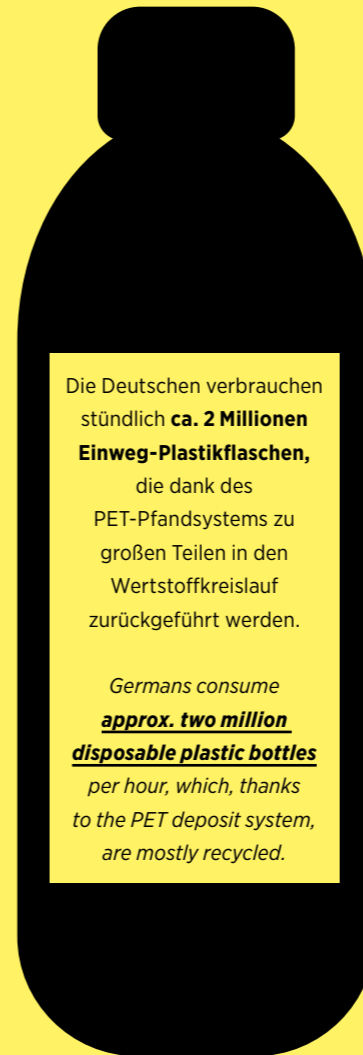 Die Deutschen verbrauchen
stündlich ca. 2 Millionen
Einweg-Plastikflaschen,
die dank des
PET-Pfandsystems zu
großen Teilen in den
Wertstoffkreislauf
zurückgeführt werden.
Germans consume
approx. two million
disposable plastic bottles
per hour, which, thanks
to the PET deposit system,
are mostly recycled.